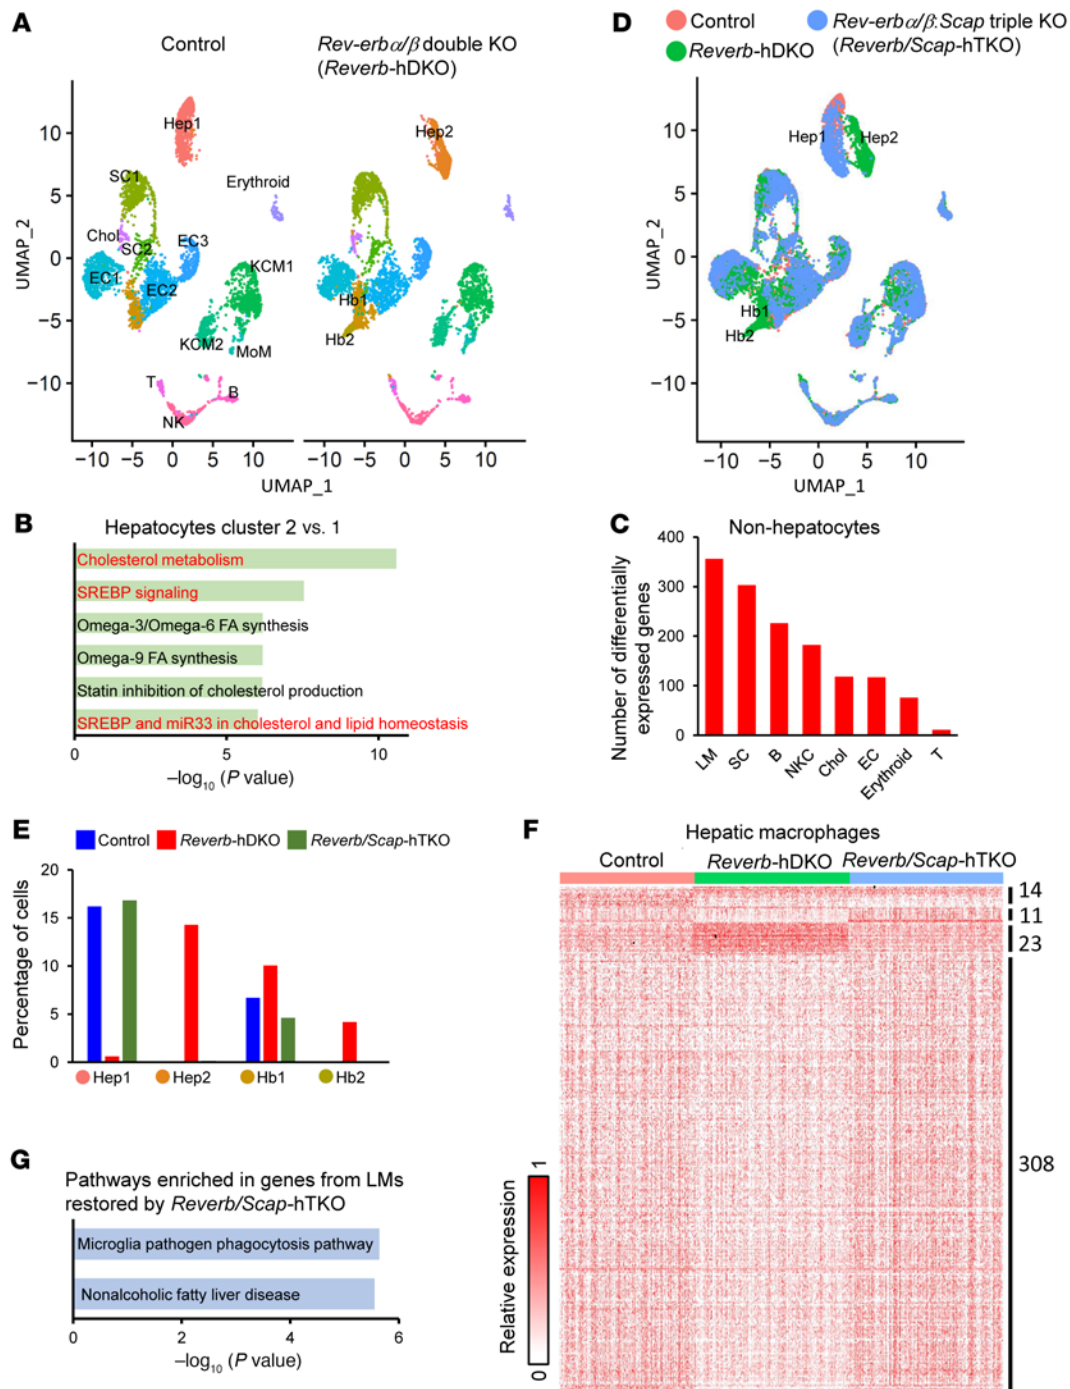 A
Control
Rev-erbα/β double KO
(Reverb-hDKO)
UMAP_2
10
5
0
−5
−10
Hep1
SC1
Chol
SC2
EC3
EC1
EC2
Erythroid
KCM1
KCM2
MoM
T
B
NK
Hep2
Hb1
Hb2
−10 −5 0 5 10
−10 −5 0 5 10
UMAP_1
D
Control
Reverb-hDKO
Rev-erbα/β:Scap triple KO
(Reverb/Scap-hTKO)
UMAP_2
10
5
0
−5
−10
Hep1
Hep2
Hb1
Hb2
−10 −5 0 5 10
UMAP_1
B
Hepatocytes cluster 2 vs. 1
Cholesterol metabolism
SREBP signaling
Omega-3/Omega-6 FA synthesis
Omega-9 FA synthesis
Statin inhibition of cholesterol production
SREBP and miR33 in cholesterol and lipid homeostasis
0 5 10
−log10 (P value)
C
Non-hepatocytes
Number of differentially
expressed genes
400
300
200
100
0
LM SC B NKC Chol EC Erythroid T
E
Control Reverb-hDKO Reverb/Scap-hTKO
Percentage of cells
20
15
10
5
0
Hep1 Hep2 Hb1 Hb2
F
Hepatic macrophages
Control Reverb-hDKO Reverb/Scap-hTKO
14
11
23
308
Relative expression
1
0
G
Pathways enriched in genes from LMs
restored by Reverb/Scap-hTKO
Microglia pathogen phagocytosis pathway
Nonalcoholic fatty liver disease
0 2 4 6
−log10 (P value)